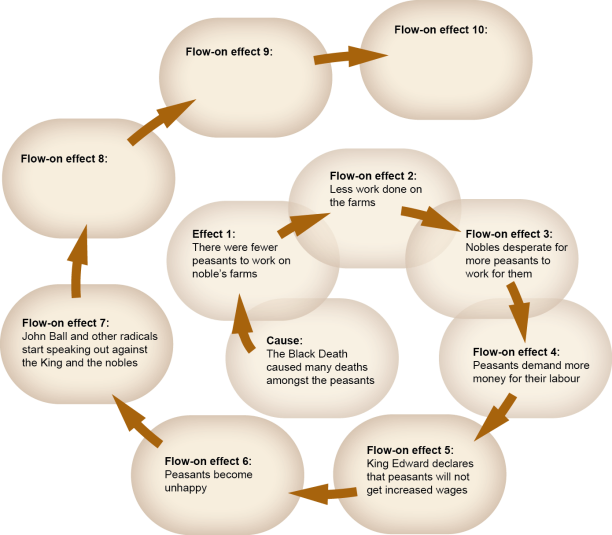 Cause:
The Black Death
caused many deaths
amongst the peasants
Effect 1:
There were fewer
peasants to work on
noble's farms
Flow-on effect 2:
Less work done on
the farms
Flow-on effect 3:
Nobles desperate for
more peasants to
work for them
Flow-on effect 4:
Peasants demand more
money for their labour
Flow-on effect 5:
King Edward declares
that peasants will not
get increased wages
Flow-on effect 6:
Peasants become
unhappy
Flow-on effect 7:
John Ball and other radicals
start speaking out against
the King and the nobles
Flow-on effect 8:
Flow-on effect 9:
Flow-on effect 10: